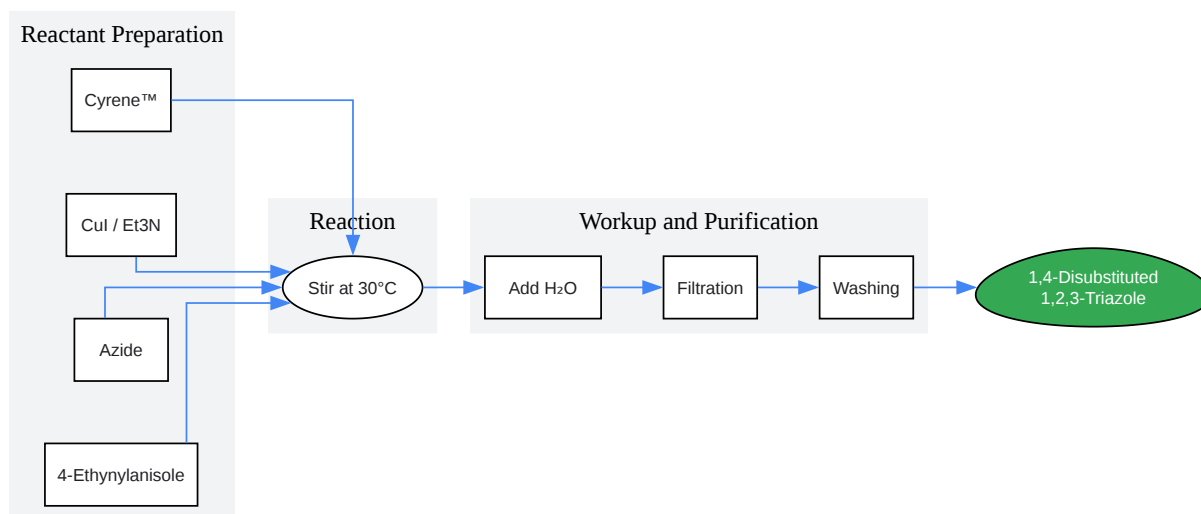 Reactant Preparation
Cyrene™
CuI / Et3N
Azide
4-Ethynylanisole
Reaction
Stir at 30°C
Workup and Purification
Add H₂O
Filtration
Washing
1,4-Disubstituted
1,2,3-Triazole